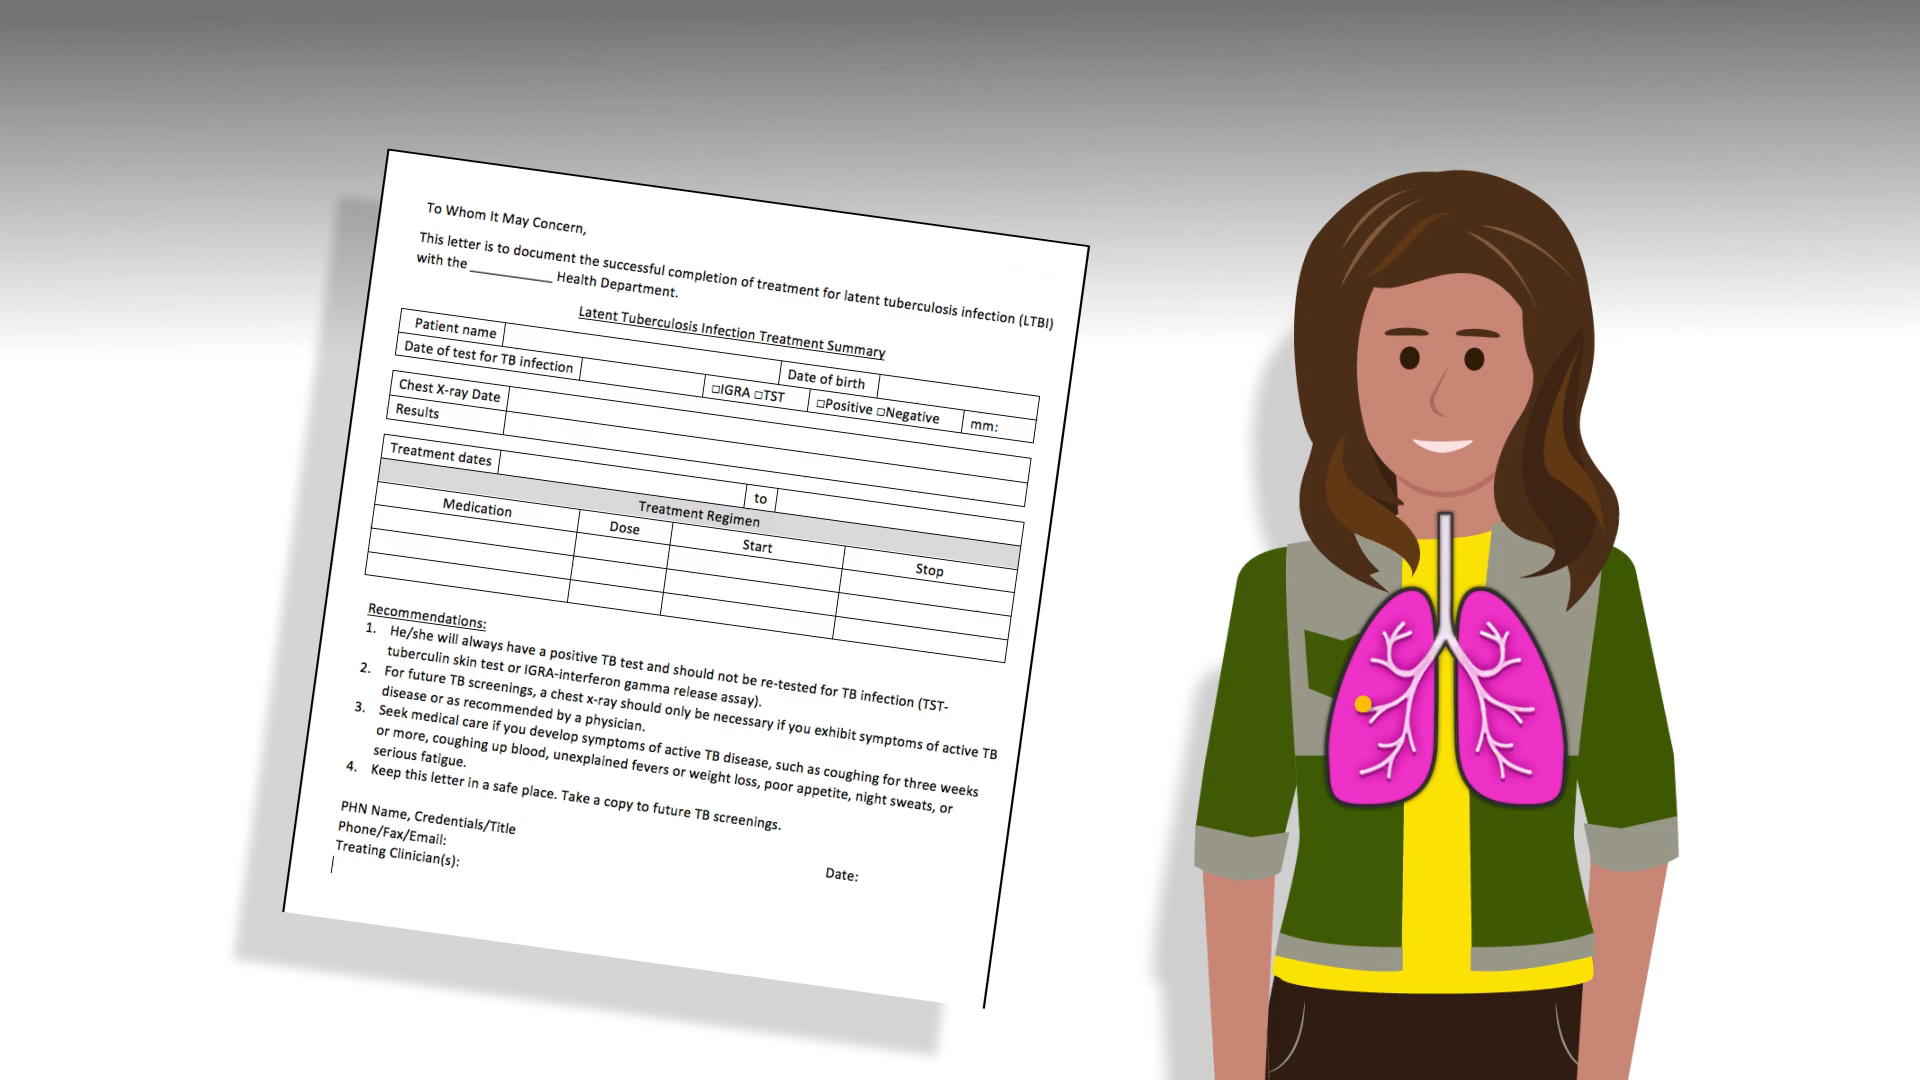 To Whom It May Concern,
This letter is to document the successful completion of treatment for latent tuberculosis infection (LTBI)
with the __________ Health Department.
Latent Tuberculosis Infection Treatment Summary
Patient name Date of birth
Date of test for TB infection □IGRA □TST □Positive □Negative mm:
Chest X-ray Date
Results
Treatment dates to
Treatment Regimen
Medication Dose Start Stop
Recommendations:
1. He/she will always have a positive TB test and should not be re-tested for TB infection (TST-
tuberculin skin test or IGRA-interferon gamma release assay).
2. For future TB screenings, a chest x-ray should only be necessary if you exhibit symptoms of active TB
disease or as recommended by a physician.
3. Seek medical care if you develop symptoms of active TB disease, such as coughing for three weeks
or more, coughing up blood, unexplained fevers or weight loss, poor appetite, night sweats, or
serious fatigue.
4. Keep this letter in a safe place. Take a copy to future TB screenings.
PHN Name, Credentials/Title
Phone/Fax/Email:
Treating Clinician(s):
Date: